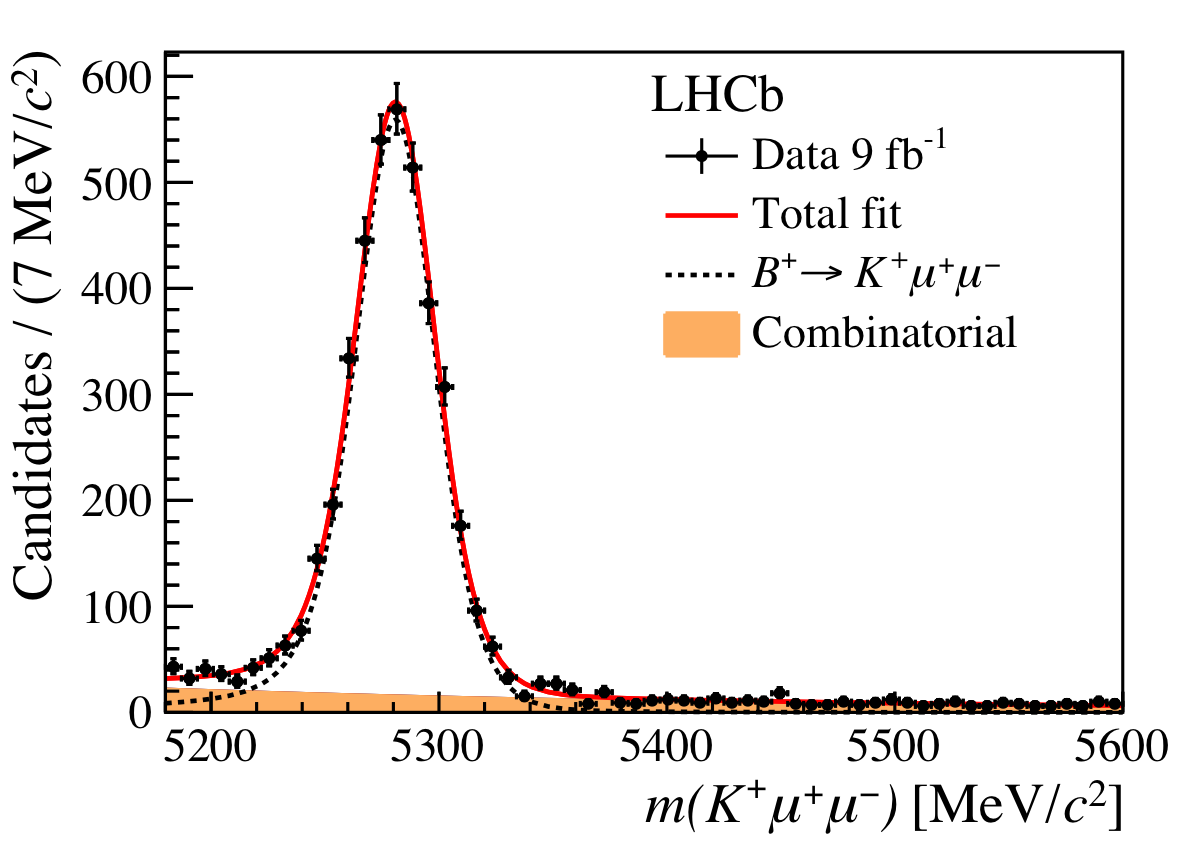 Candidates / (7 MeV/c²)
600
500
400
300
200
100
0
LHCb
Data 9 fb⁻¹
Total fit
B⁺→ K⁺μ⁺μ⁻
Combinatorial
5200 5300 5400 5500 5600
m(K⁺μ⁺μ⁻) [MeV/c²]